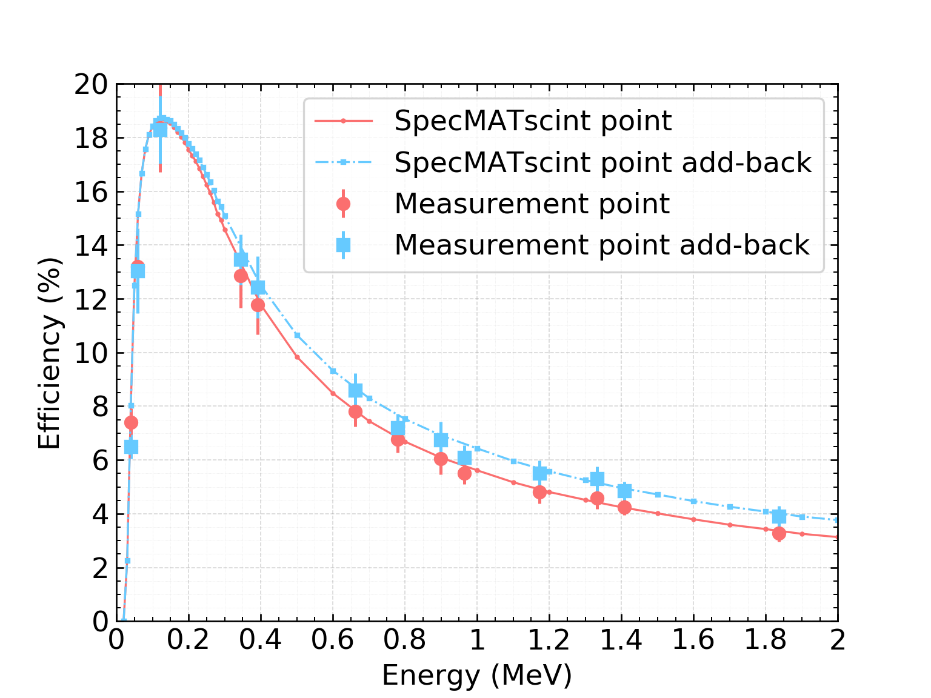 20
18
16
14
12
10
8
6
4
2
0
Efficiency (%)
SpecMATscint point
SpecMATscint point add-back
Measurement point
Measurement point add-back
0 0.2 0.4 0.6 0.8 1 1.2 1.4 1.6 1.8 2
Energy (MeV)